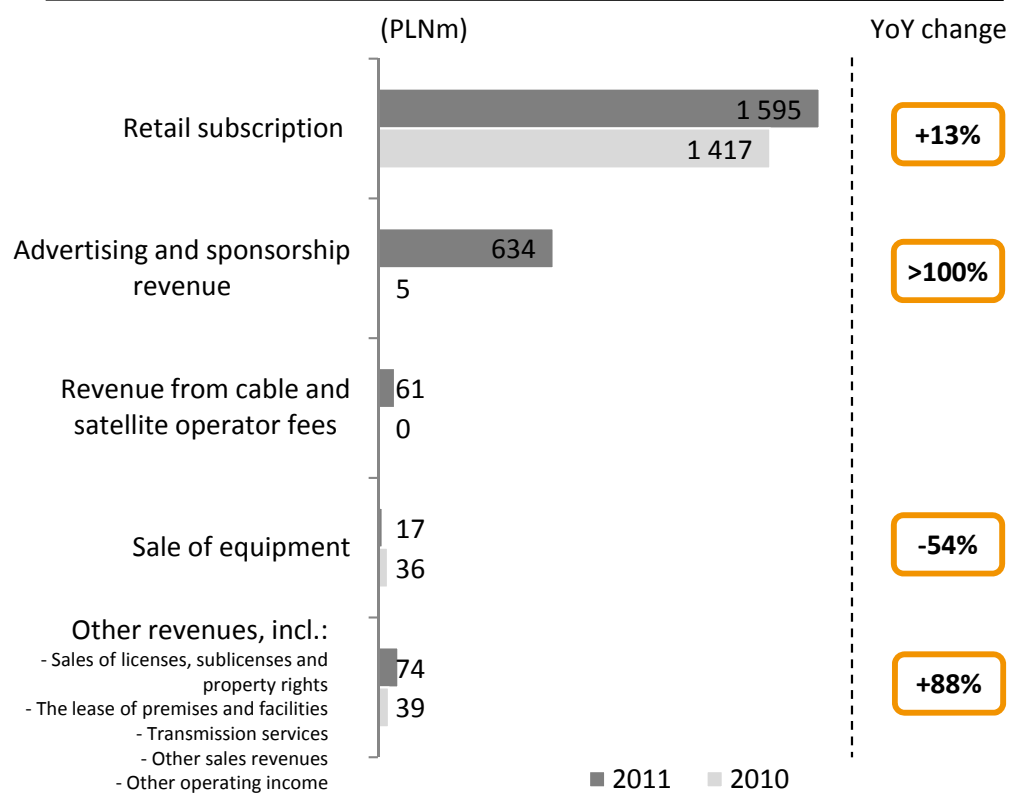 (PLNm)
YoY change
Retail subscription
1 595
1 417
+13%
Advertising and sponsorship
revenue
634
5
>100%
Revenue from cable and
satellite operator fees
61
0
Sale of equipment
17
36
-54%
Other revenues, incl.:
- Sales of licenses, sublicenses and
property rights
- The lease of premises and facilities
- Transmission services
- Other sales revenues
- Other operating income
74
39
+88%
2011
2010